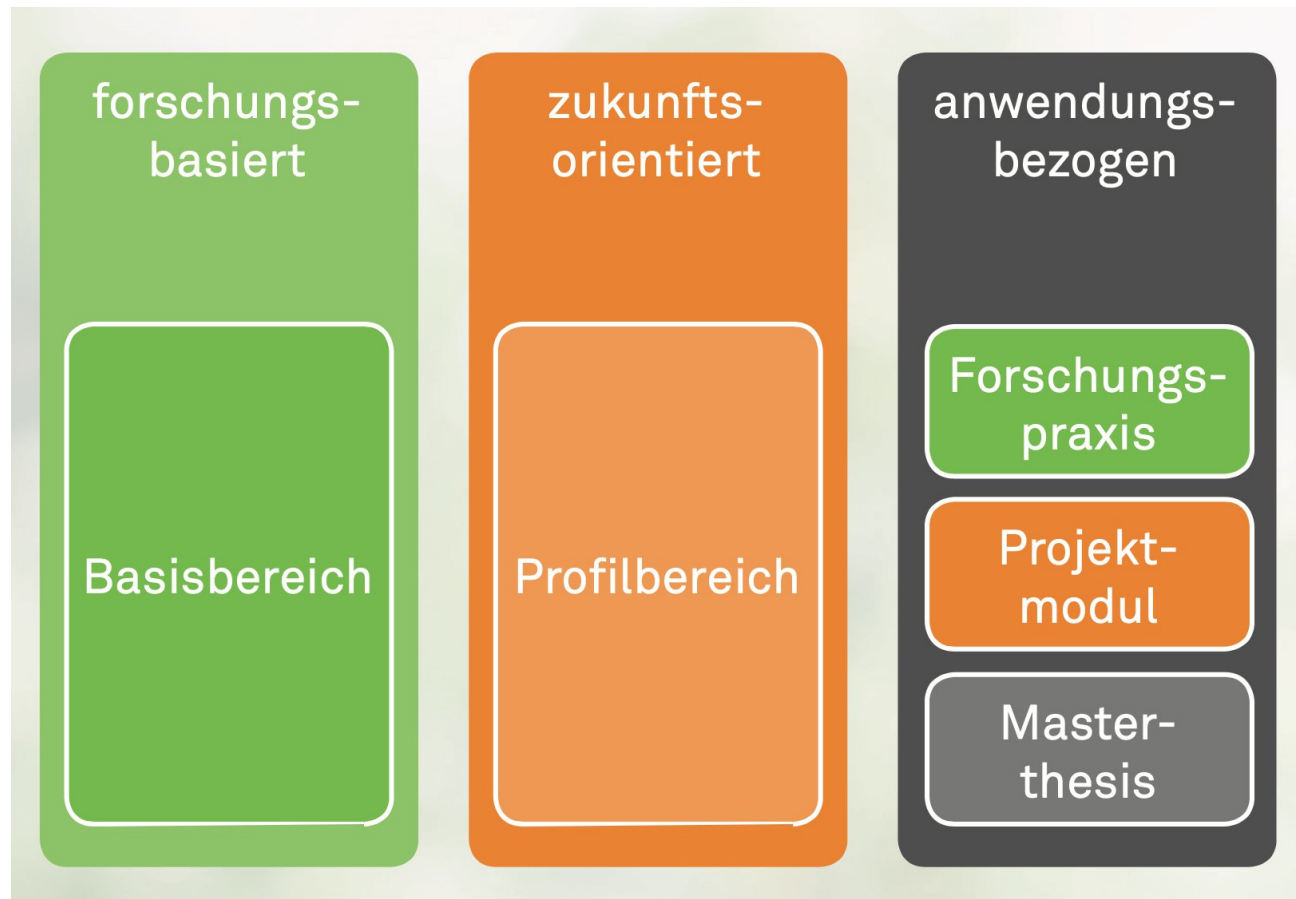 forschungs-
basiert
Basisbereich
zukunfts-
orientiert
Profilbereich
anwendungs-
bezogen
Forschungs-
praxis
Projekt-
modul
Master-
thesis